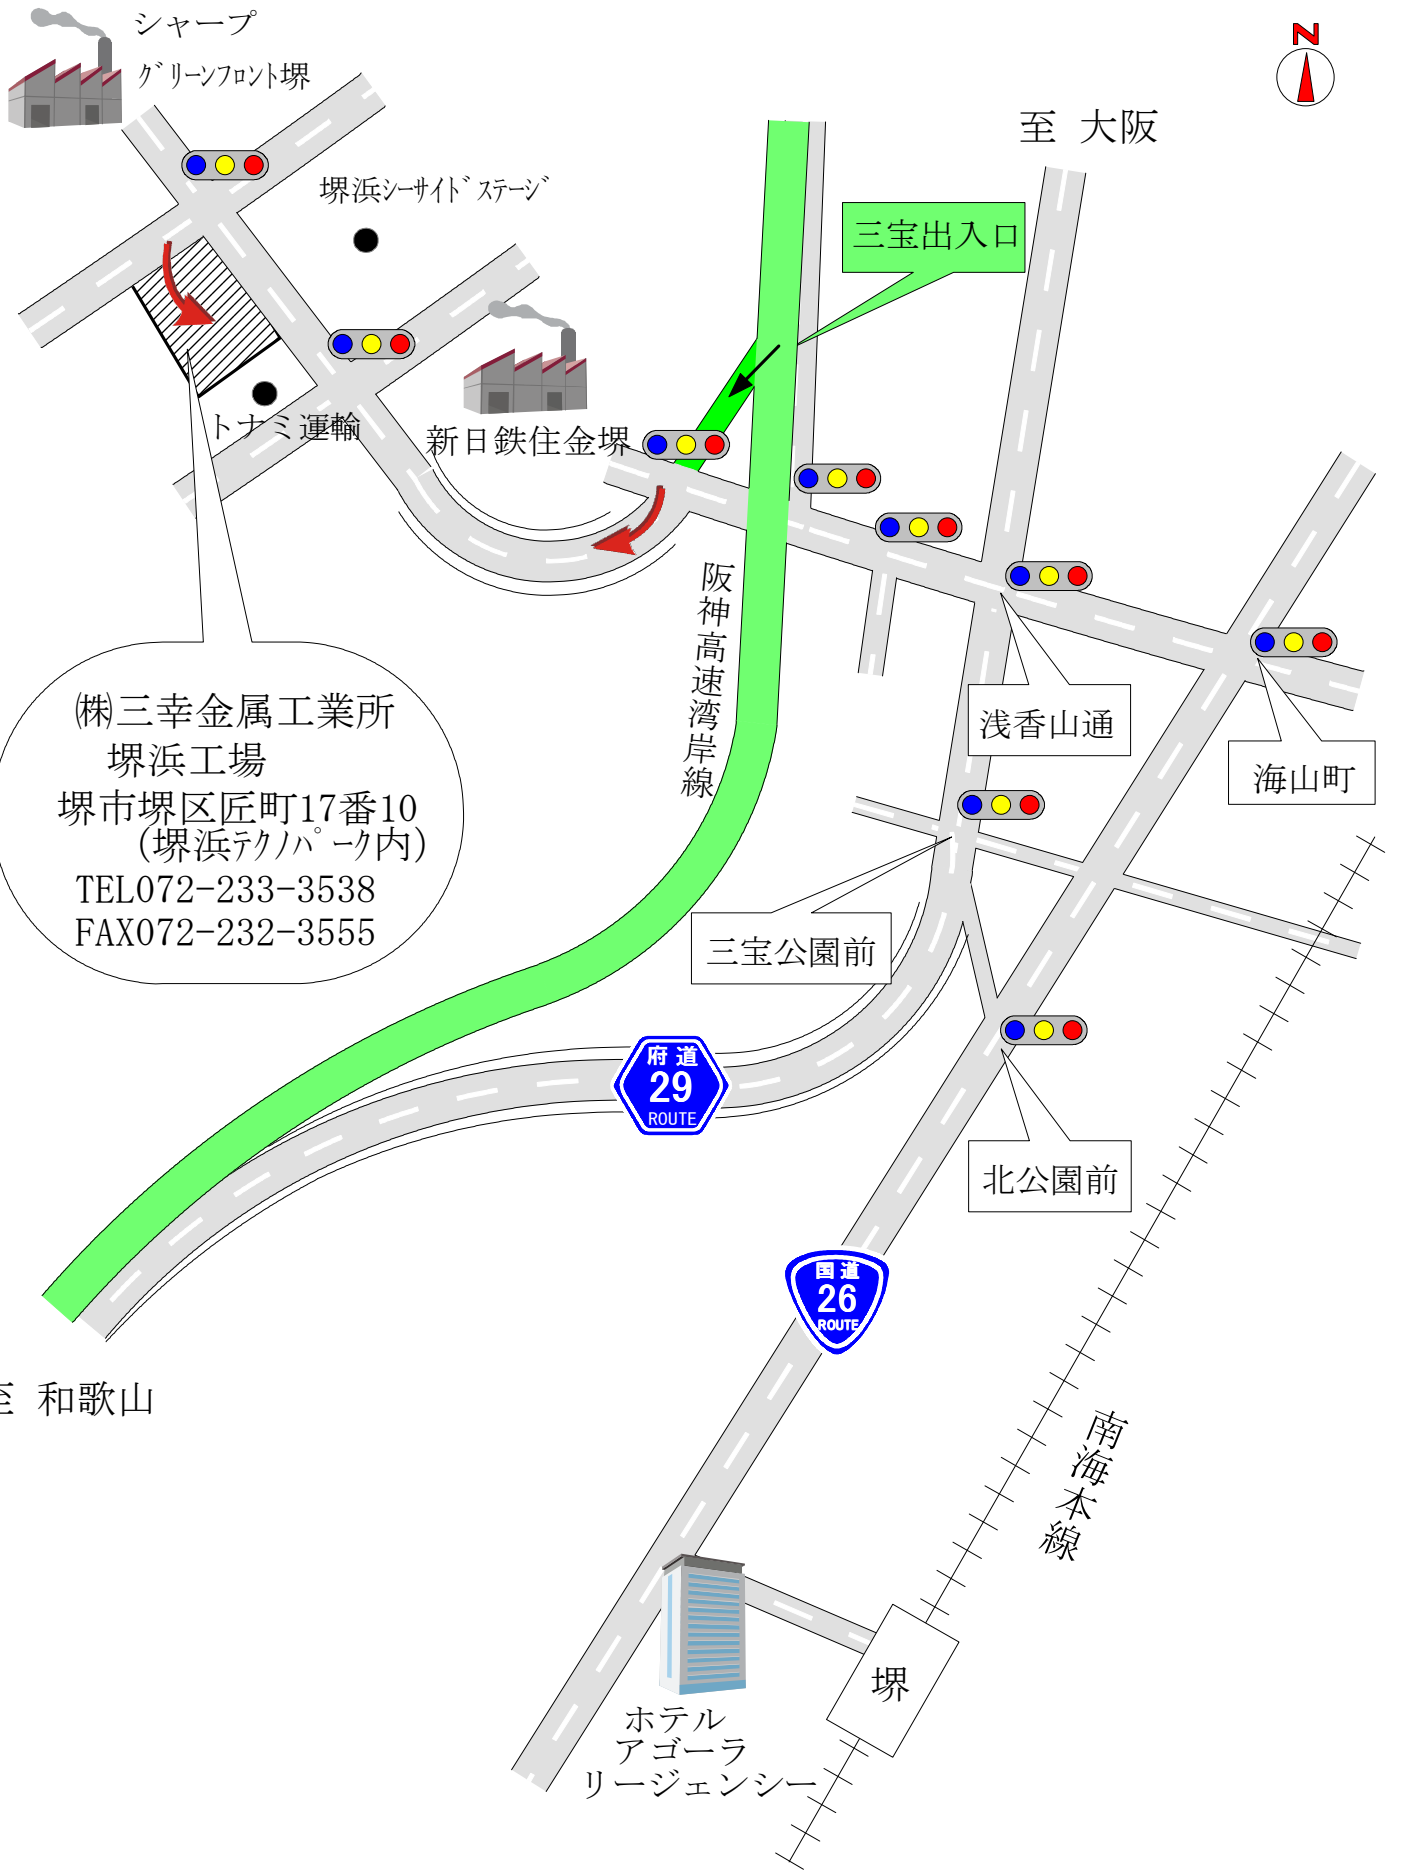 シャープ
グリーンフロント堺
N
至 大阪
堺浜シーサイドステージ
三宝出入口
トナミ運輸
新日鉄住金堺
阪神高速湾岸線
㈱三幸金属工業所
堺浜工場
堺市堺区匠町17番10
(堺浜テクノパーク内)
TEL072-233-3538
FAX072-232-3555
浅香山通
海山町
三宝公園前
府道
29
ROUTE
北公園前
国道
26
ROUTE
至 和歌山
南海本線
堺
ホテル
アゴーラ
リージェンシー